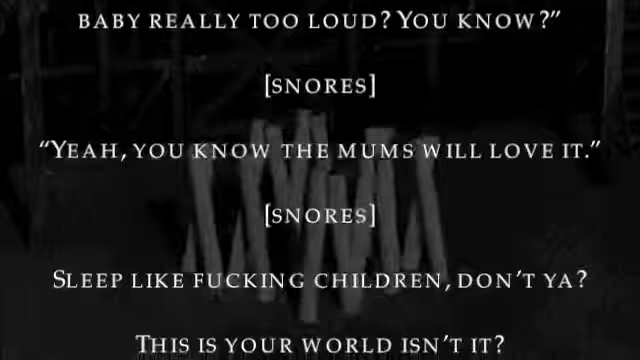 BABY REALLY TOO LOUD? YOU KNOW?”
[SNORES]
“YEAH, YOU KNOW THE MUMS WILL LOVE IT.”
[SNORES]
SLEEP LIKE FUCKING CHILDREN, DON’T YA?
THIS IS YOUR WORLD ISN’T IT?